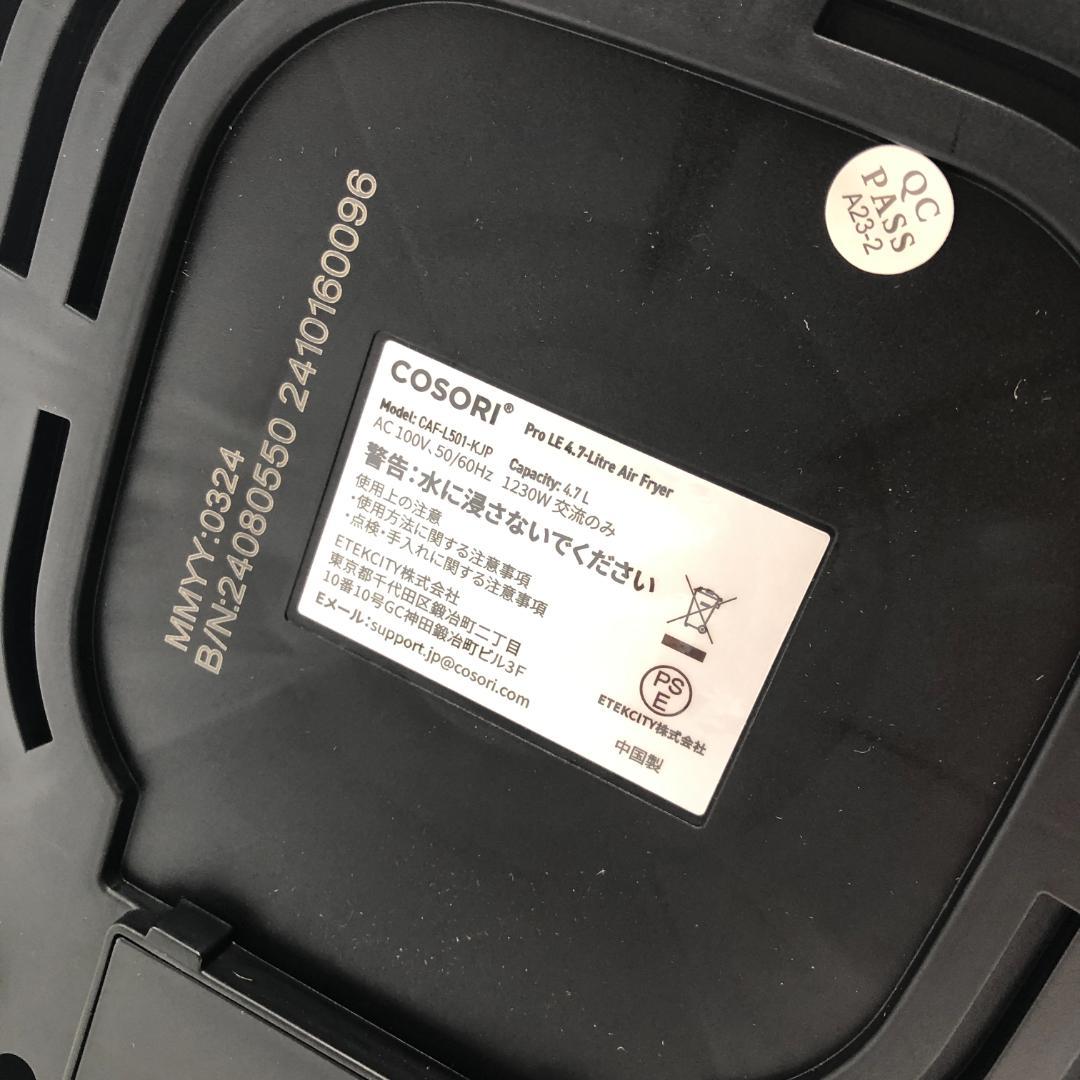 MMYY:0324
B/N:24080550 2410160096
QC
PASS
A23-2
COSORI® Pro LE 4.7-Litre Air Fryer
Model: CAF-L501-KJP Capacity: 4.7 L
AC 100V、50/60Hz 1230W 交流のみ
警告：水に浸さないでください
使用上の注意
・使用方法に関する注意事項
・点検・手入れに関する注意事項
ETEKCITY株式会社
東京都千代田区鍛冶町二丁目
10番10号GC神田鍛冶町ビル3F
Eメール：support.jp@cosori.com
PS
E
ETEKCITY株式会社
中国製